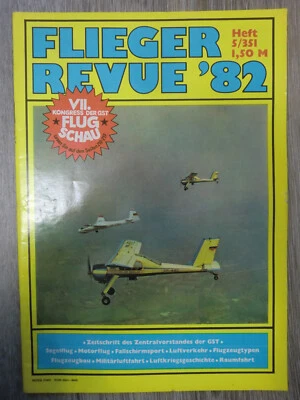 FLIEGER
REVUE '82
Heft
5/351
1,50 M
VII.
KONGRESS DER GST
FLUG
SCHAU
• Zeitschrift des Zentralvorstandes der GST •
Segelflug • Motorflug • Fallschirmsport • Luftverkehr • Flugzeugtypen
Flugzeugbau • Militärluftfahrt • Luftkriegsgeschichte • Raumfahrt